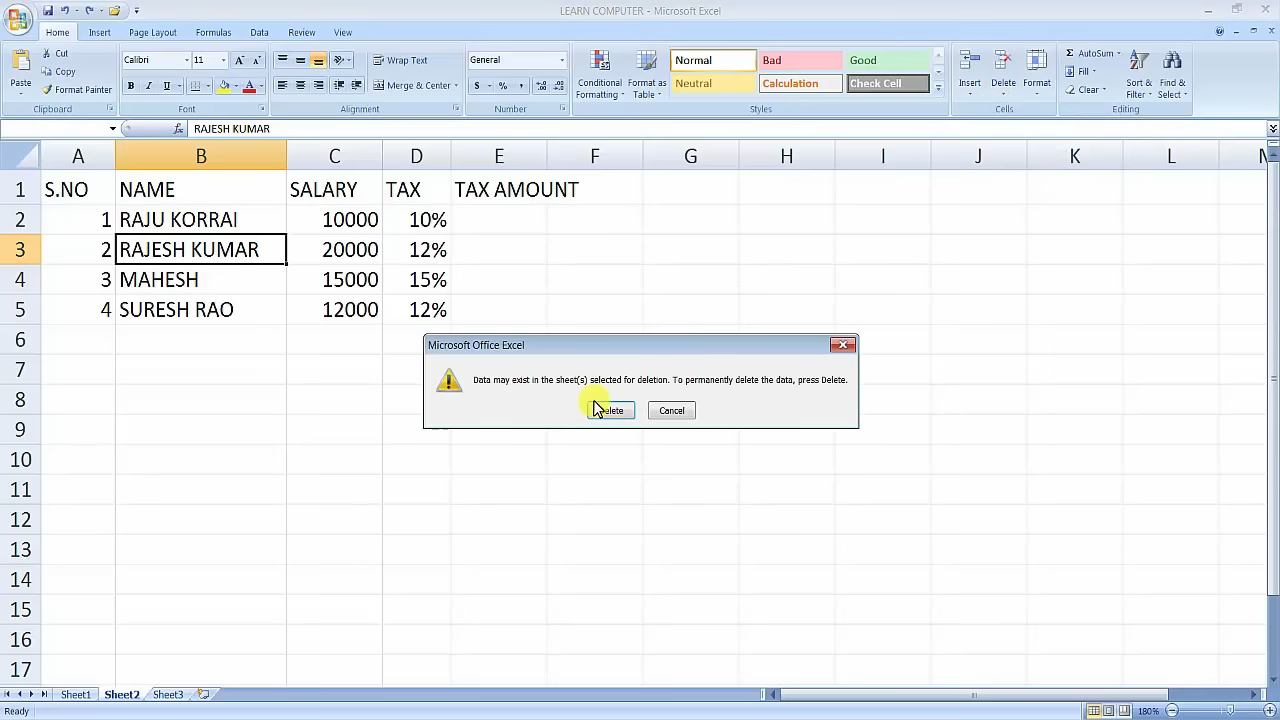 LEARN COMPUTER - Microsoft Excel
Home Insert Page Layout Formulas Data Review View
Cut
Copy
Format Painter
Paste
Clipboard
Calibri 11
B I U
Font
Wrap Text
Merge & Center
Alignment
General
$ % ,
Number
Conditional Formatting
Format as Table
Normal Bad Good
Neutral Calculation Check Cell
Styles
Insert Delete Format
Cells
AutoSum
Fill
Clear
Sort & Filter
Find & Select
Editing
fx RAJESH KUMAR
A B C D E F G H I J K L M
1 S.NO NAME SALARY TAX TAX AMOUNT
2 1 RAJU KORRAI 10000 10%
3 2 RAJESH KUMAR 20000 12%
4 3 MAHESH 15000 15%
5 4 SURESH RAO 12000 12%
6
7
8
9
10
11
12
13
14
15
16
17
Microsoft Office Excel
Data may exist in the sheet(s) selected for deletion. To permanently delete the data, press Delete.
Delete Cancel
Sheet1 Sheet2 Sheet3
Ready 180%